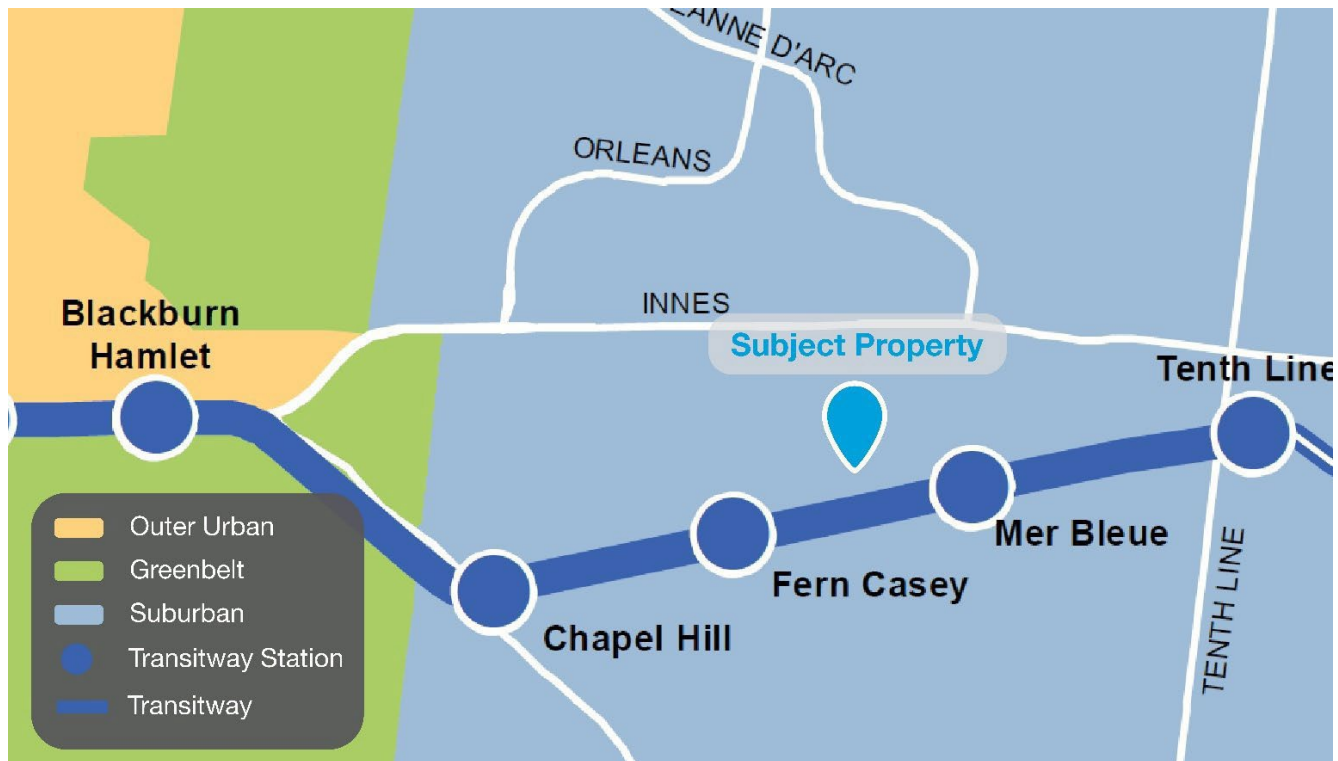 EANNE D'ARC
ORLEANS
INNES
Blackburn
Hamlet
Subject Property
Tenth Line
Mer Bleue
Fern Casey
Chapel Hill
TENTH LINE
Outer Urban
Greenbelt
Suburban
Transitway Station
Transitway